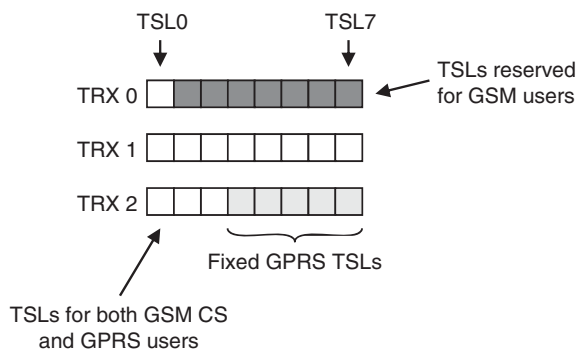 TSL0
TSL7
TSLs reserved
for GSM users
TRX 0
TRX 1
TRX 2
Fixed GPRS TSLs
TSLs for both GSM CS
and GPRS users